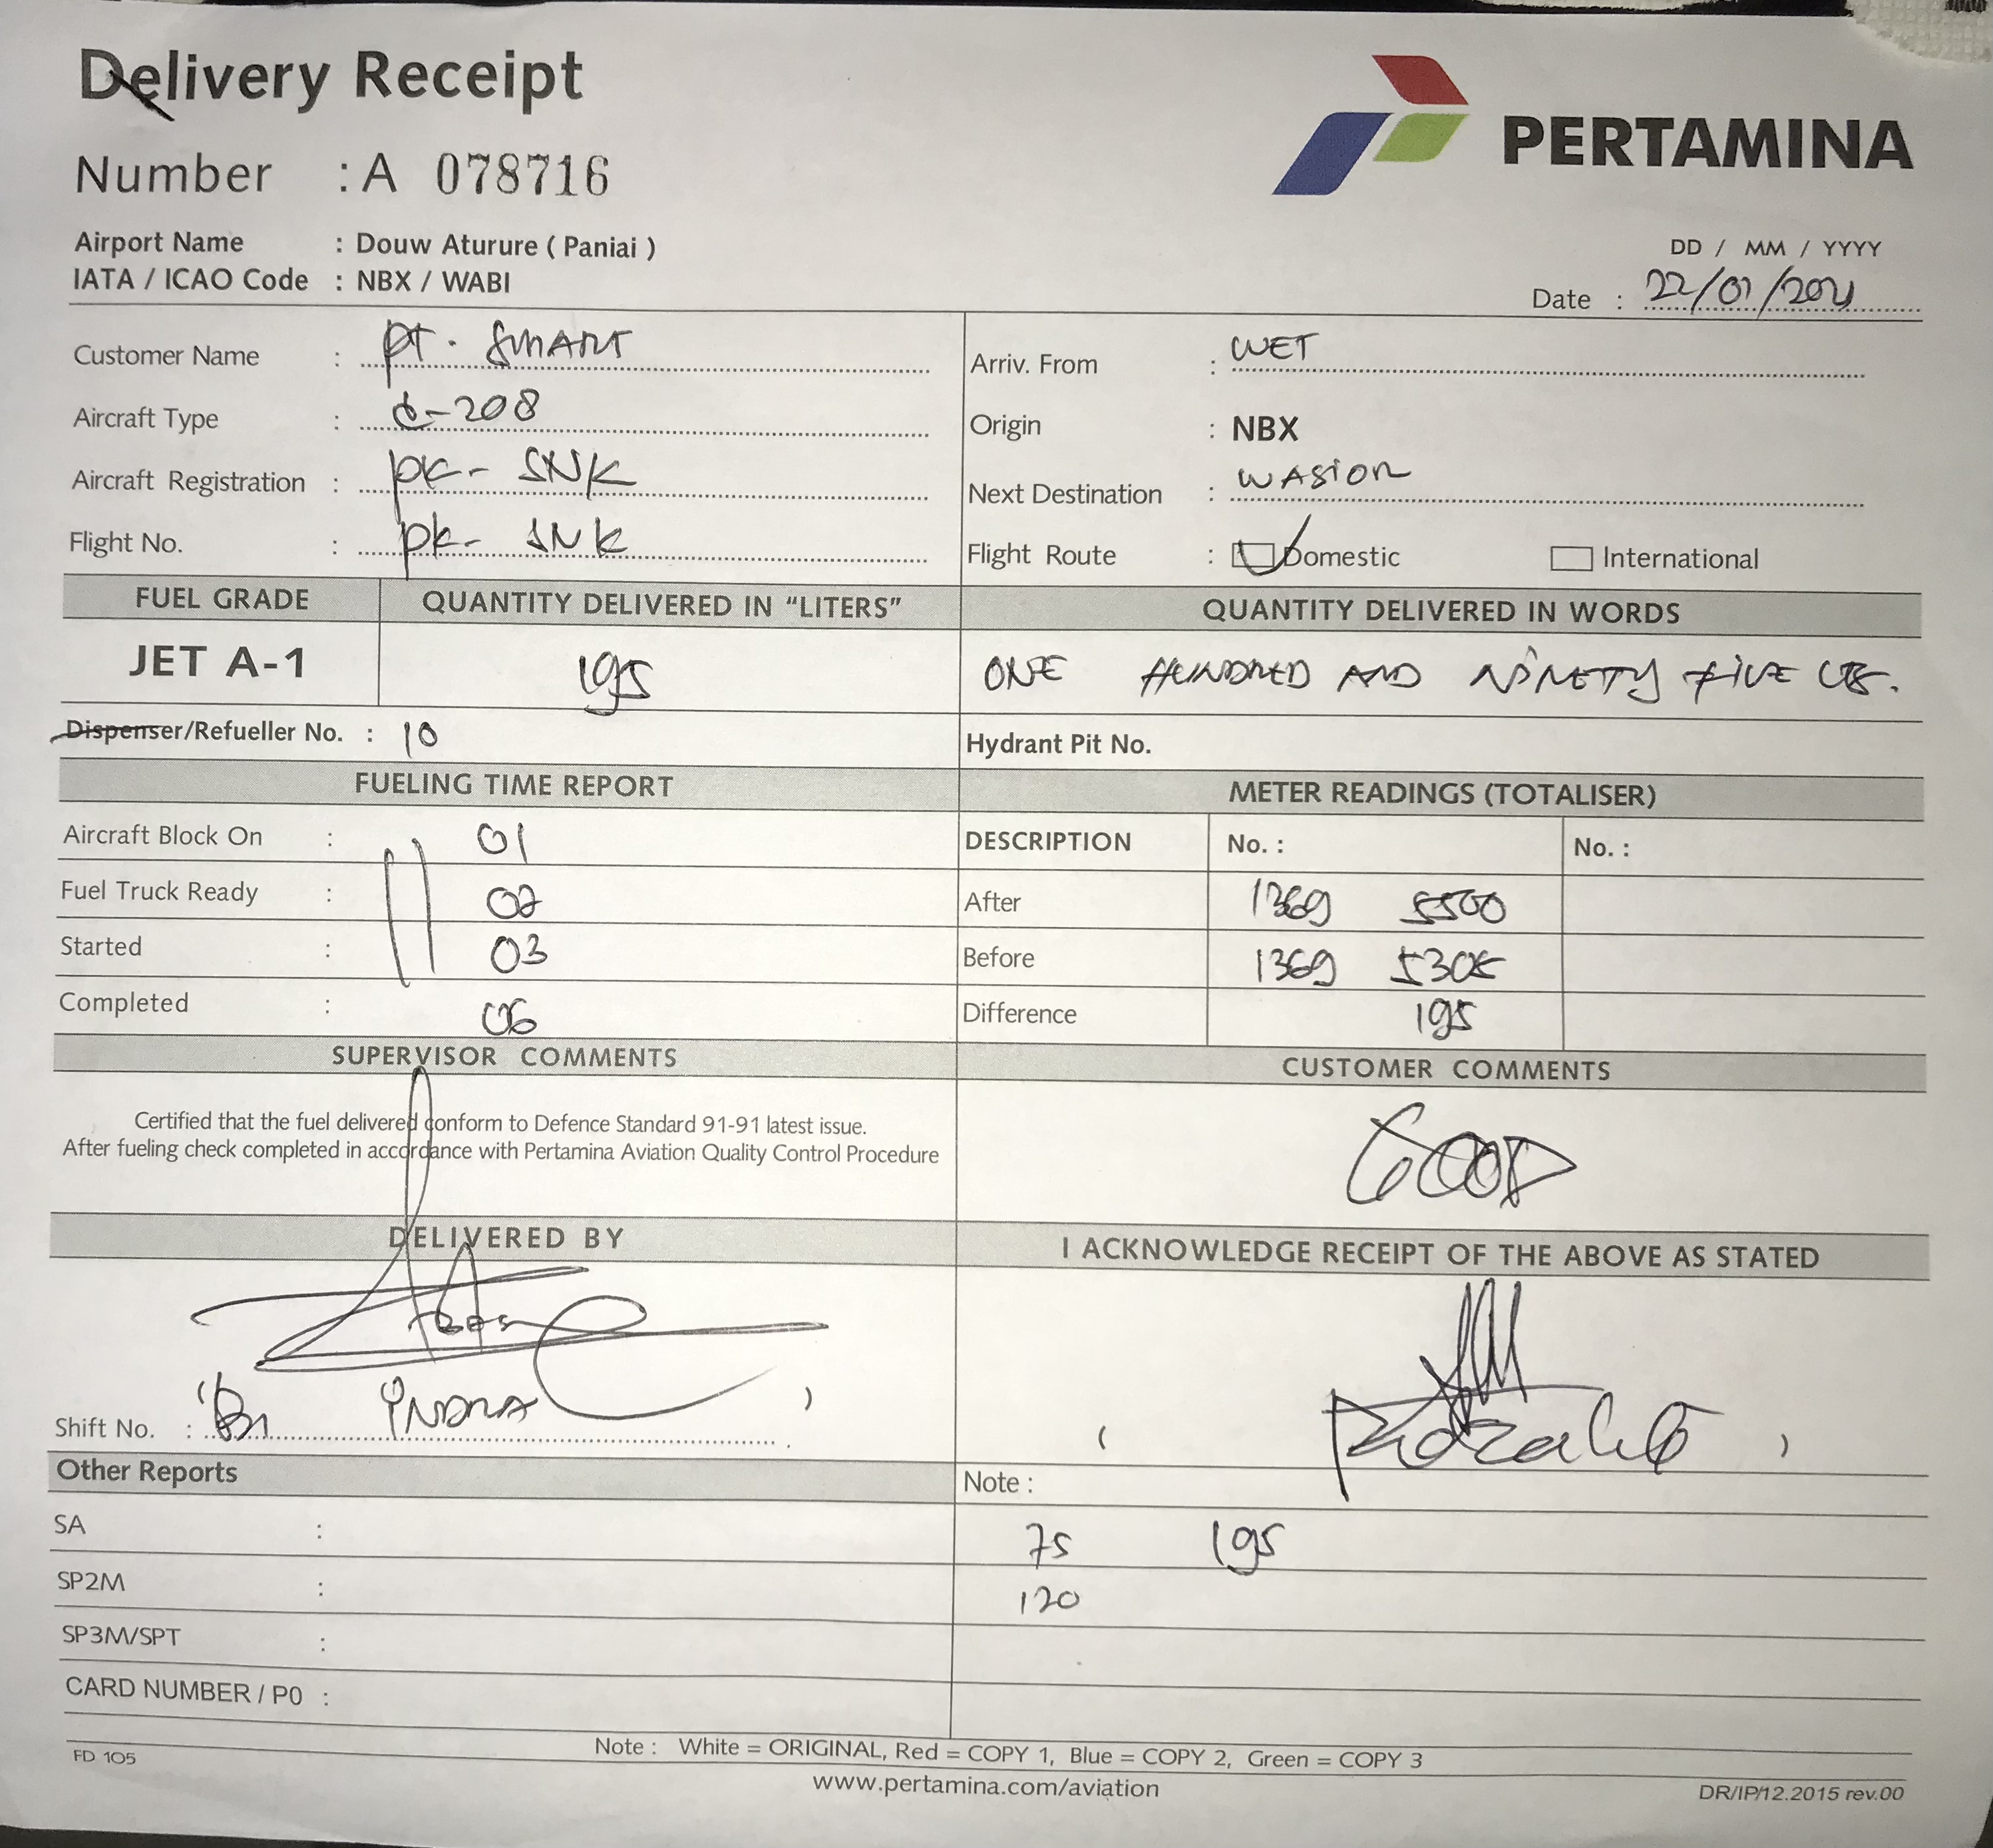 Delivery Receipt
PERTAMINA
Number : A 078716
Airport Name : Douw Aturure ( Paniai )
IATA / ICAO Code : NBX / WABI
DD / MM / YYYY
Date : 22/01/2021
Customer Name : PT. SMART
Arriv. From : WET
Aircraft Type : C-208
Origin : NBX
Aircraft Registration : PK- SNK
Next Destination : WASIOR
Flight No. : PK- SNK
Flight Route : Domestic International
FUEL GRADE QUANTITY DELIVERED IN “LITERS” QUANTITY DELIVERED IN WORDS
JET A-1 195 ONE HUNDRED AND NINETY FIVE LTS.
Dispenser/Refueller No. : 10 Hydrant Pit No.
FUELING TIME REPORT METER READINGS (TOTALISER)
Aircraft Block On : 01 DESCRIPTION No. : No. :
Fuel Truck Ready : 02 After 1369 5500
Started : 03 Before 1369 5305
Completed : 06 Difference 195
SUPERVISOR COMMENTS CUSTOMER COMMENTS
Certified that the fuel delivered conform to Defence Standard 91-91 latest issue.
After fueling check completed in accordance with Pertamina Aviation Quality Control Procedure
GOOD
DELIVERED BY I ACKNOWLEDGE RECEIPT OF THE ABOVE AS STATED
Shift No. : INDRA
Other Reports Note :
SA : 75 195
SP2M : 120
SP3M/SPT :
CARD NUMBER / P0 :
FD 105
Note : White = ORIGINAL, Red = COPY 1, Blue = COPY 2, Green = COPY 3
www.pertamina.com/aviation
DR/IP/12.2015 rev.00